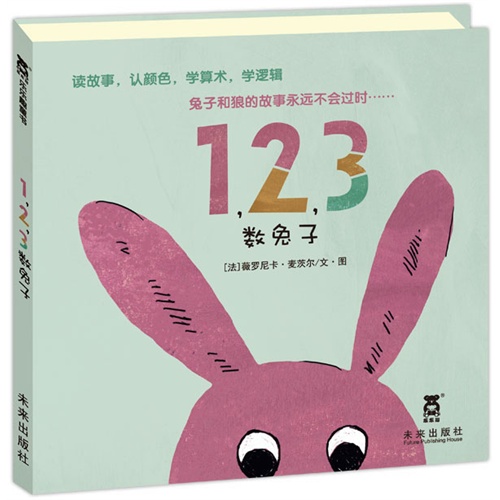 读故事，认颜色，学算术，学逻辑
兔子和狼的故事永远不会过时……
1,2,3
数兔子
[法]薇罗尼卡·麦茨尔/文·图
未来出版社
Future Publishing House
1,2,3数兔子
未来出版社